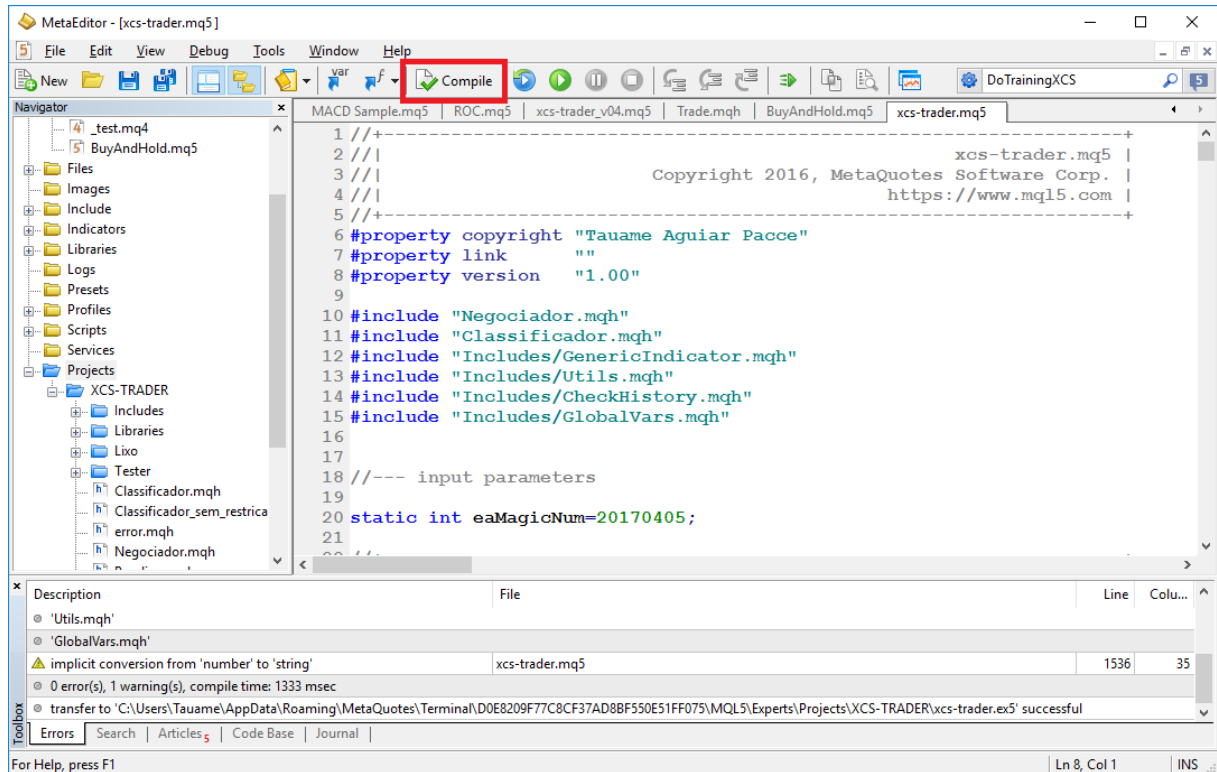 MetaEditor - [xcs-trader.mq5]
File Edit View Debug Tools Window Help
New var f Compile DoTrainingXCS 5
Navigator
_test.mq4
BuyAndHold.mq5
Files
Images
Include
Indicators
Libraries
Logs
Presets
Profiles
Scripts
Services
Projects
XCS-TRADER
Includes
Libraries
Lixo
Tester
Classificador.mqh
Classificador_sem_restrica
error.mqh
Negociador.mqh
MACD Sample.mq5 ROC.mq5 xcs-trader_v04.mq5 Trade.mqh BuyAndHold.mq5 xcs-trader.mq5
1 //+------------------------------------------------------------------+
2 //| xcs-trader.mq5 |
3 //| Copyright 2016, MetaQuotes Software Corp. |
4 //| https://www.mql5.com |
5 //+------------------------------------------------------------------+
6 #property copyright "Tauame Aguiar Pacce"
7 #property link ""
8 #property version "1.00"
9
10 #include "Negociador.mqh"
11 #include "Classificador.mqh"
12 #include "Includes/GenericIndicator.mqh"
13 #include "Includes/Utils.mqh"
14 #include "Includes/CheckHistory.mqh"
15 #include "Includes/GlobalVars.mqh"
16
17
18 //--- input parameters
19
20 static int eaMagicNum=20170405;
21
Description File Line Colu...
'Utils.mqh'
'GlobalVars.mqh'
implicit conversion from 'number' to 'string' xcs-trader.mq5 1536 35
0 error(s), 1 warning(s), compile time: 1333 msec
transfer to 'C:\Users\Tauame\AppData\Roaming\MetaQuotes\Terminal\D0E8209F77C8CF37AD8BF550E51FF075\MQL5\Experts\Projects\XCS-TRADER\xcs-trader.ex5' successful
Toolbox
Errors Search Articles 5 Code Base Journal
For Help, press F1 Ln 8, Col 1 INS